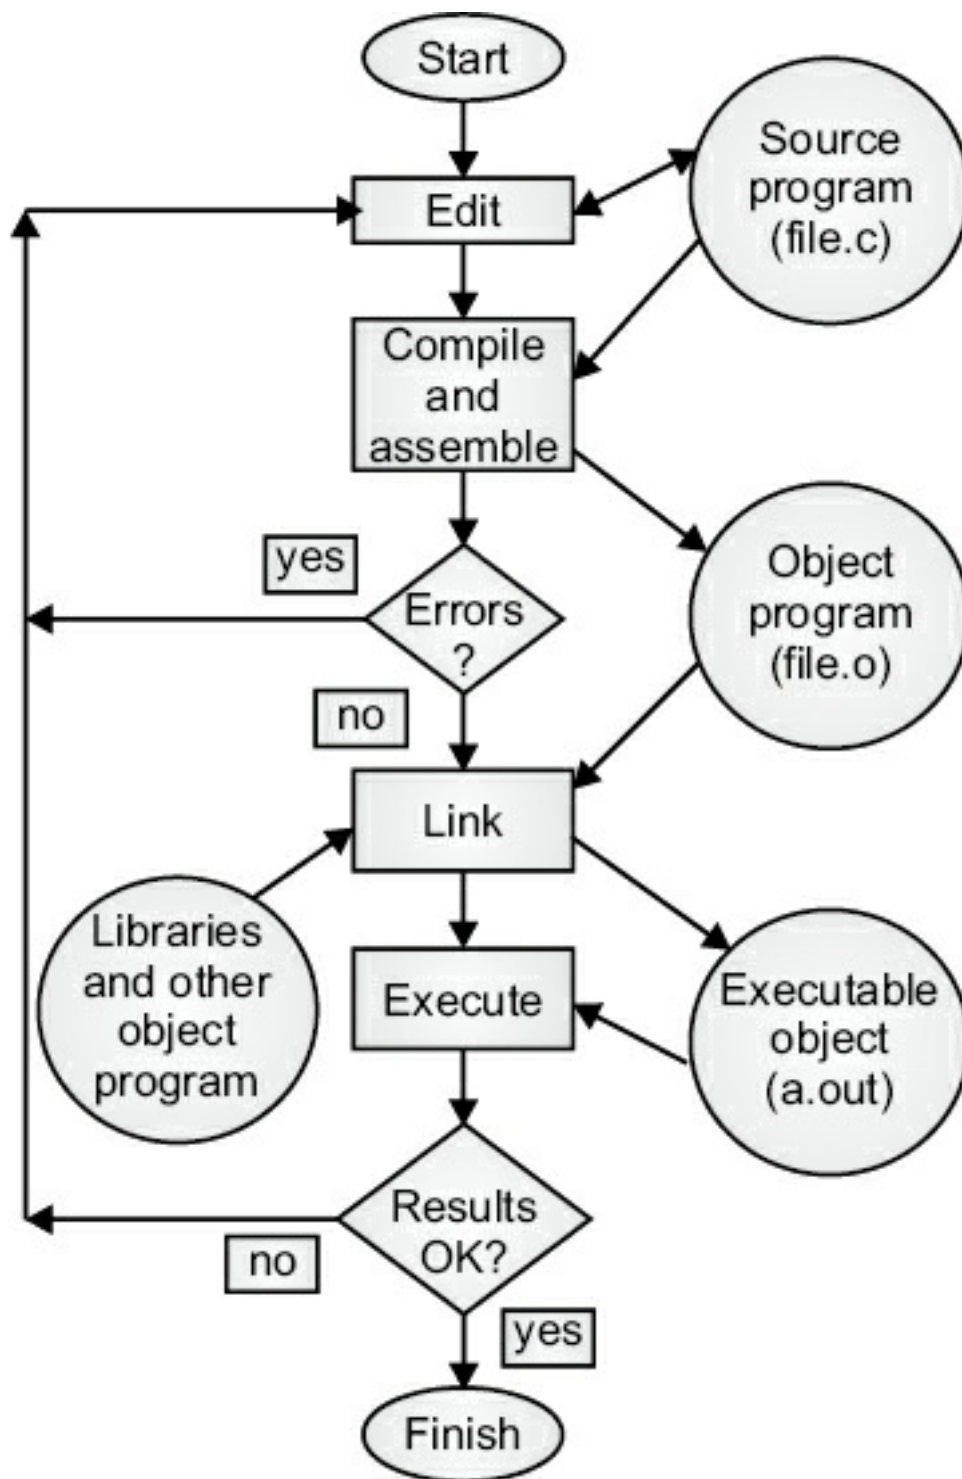 Start
Source
program
(file.c)
Edit
Compile
and
assemble
yes
Errors
?
Object
program
(file.o)
no
Link
Libraries
and other
object
program
Execute
Executable
object
(a.out)
Results
OK?
no
yes
Finish